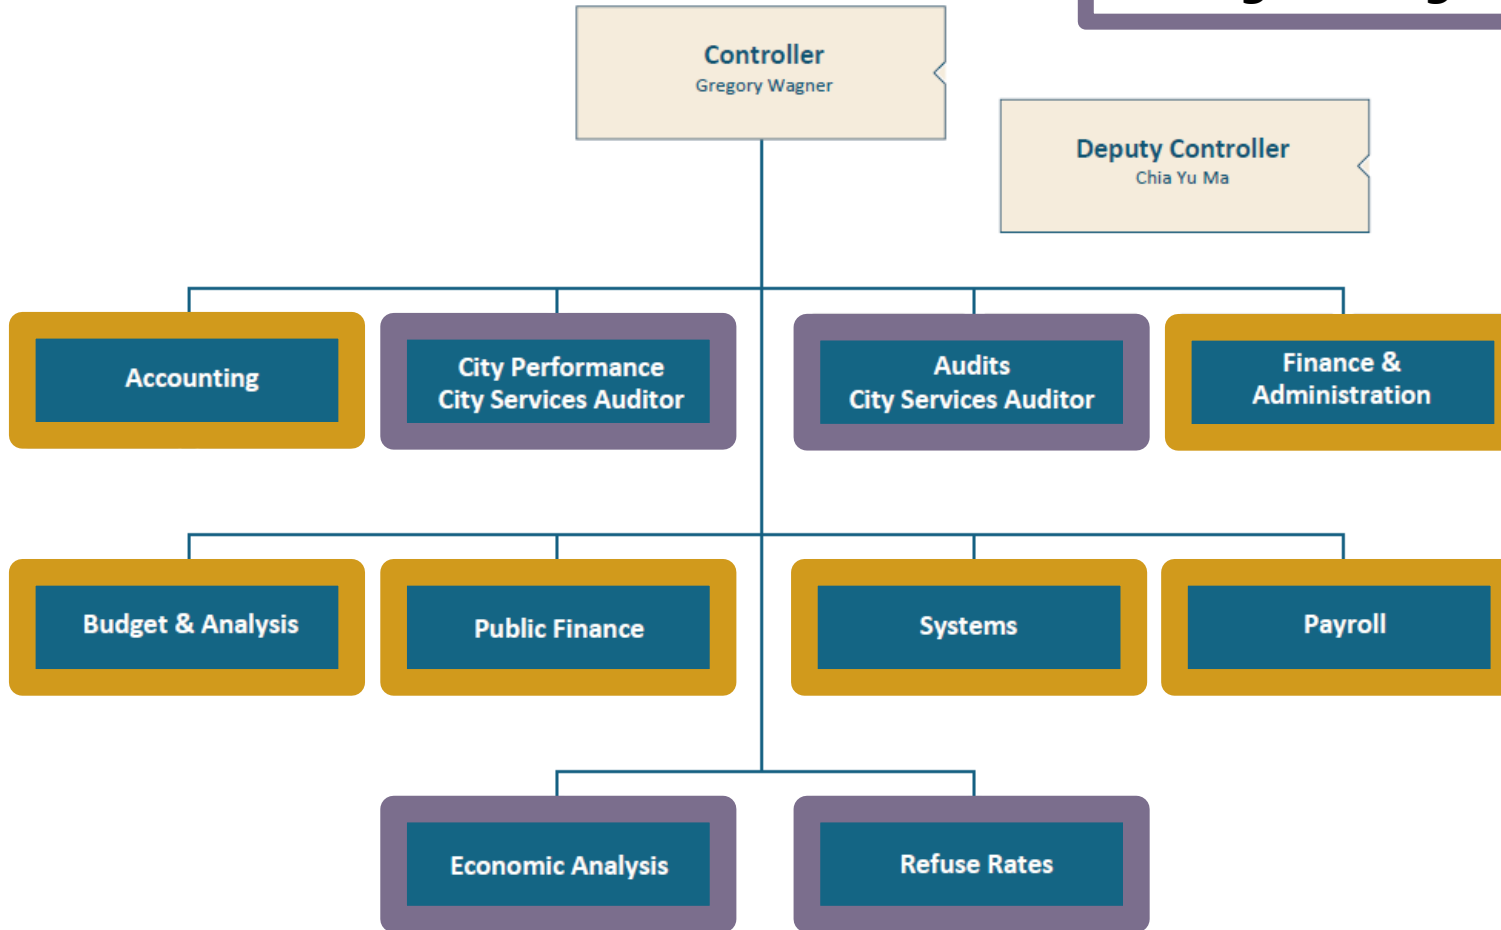 Controller
Gregory Wagner
Deputy Controller
Chia Yu Ma
Accounting
City Performance
City Services Auditor
Audits
City Services Auditor
Finance &
Administration
Budget & Analysis
Public Finance
Systems
Payroll
Economic Analysis
Refuse Rates